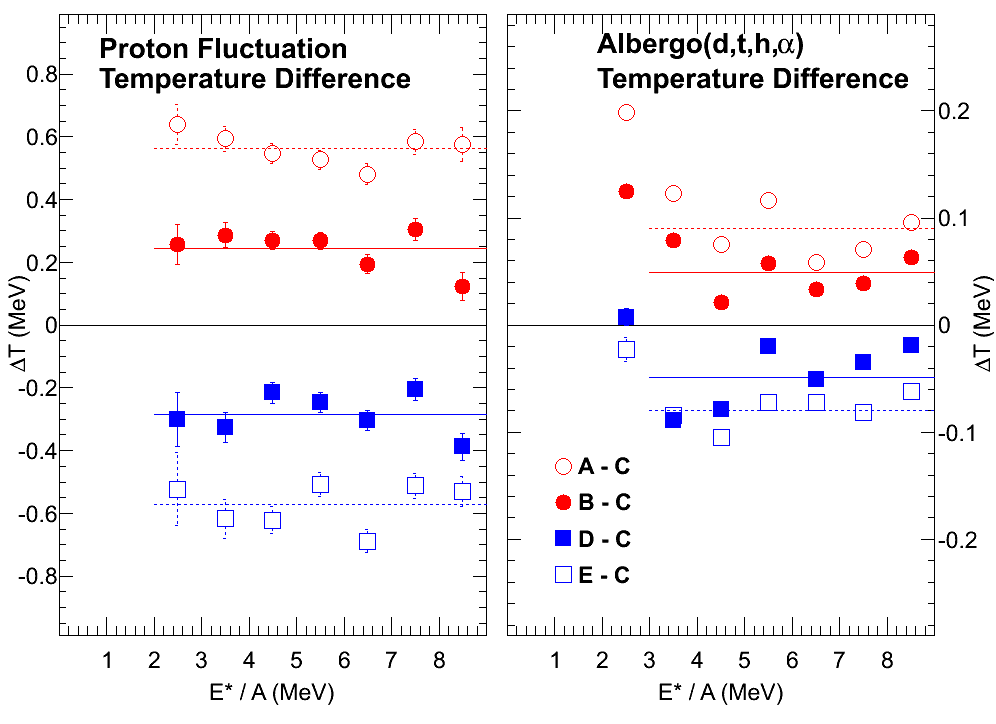 Proton Fluctuation
Temperature Difference
0.8
0.6
0.4
0.2
0
-0.2
-0.4
-0.6
-0.8
ΔT (MeV)
1 2 3 4 5 6 7 8
E* / A (MeV)
Albergo(d,t,h,α)
Temperature Difference
0.2
0.1
0
-0.1
-0.2
ΔT (MeV)
A - C
B - C
D - C
E - C
1 2 3 4 5 6 7 8
E* / A (MeV)